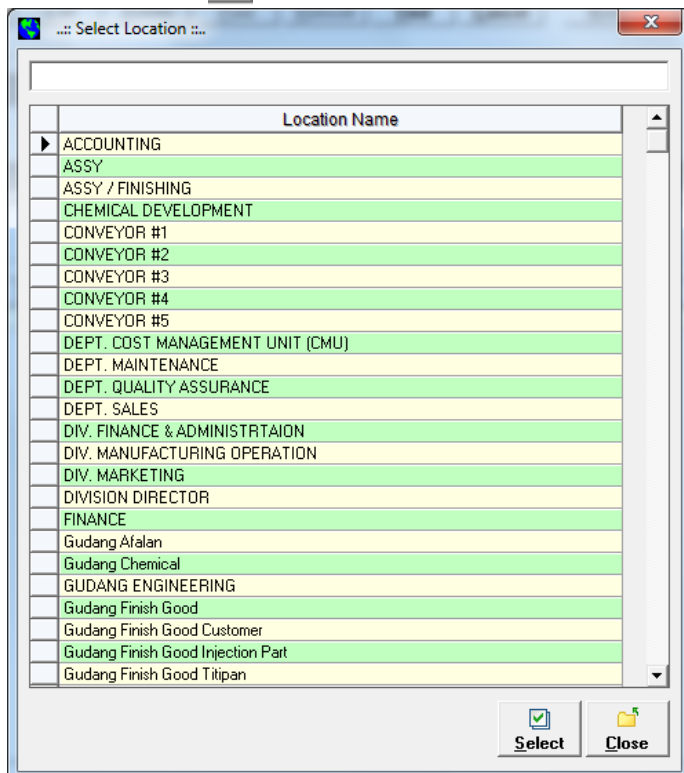 ..:: Select Location ::..
Location Name
ACCOUNTING
ASSY
ASSY / FINISHING
CHEMICAL DEVELOPMENT
CONVEYOR #1
CONVEYOR #2
CONVEYOR #3
CONVEYOR #4
CONVEYOR #5
DEPT. COST MANAGEMENT UNIT (CMU)
DEPT. MAINTENANCE
DEPT. QUALITY ASSURANCE
DEPT. SALES
DIV. FINANCE & ADMINISTRTAION
DIV. MANUFACTURING OPERATION
DIV. MARKETING
DIVISION DIRECTOR
FINANCE
Gudang Afalan
Gudang Chemical
GUDANG ENGINEERING
Gudang Finish Good
Gudang Finish Good Customer
Gudang Finish Good Injection Part
Gudang Finish Good Titipan
Select Close